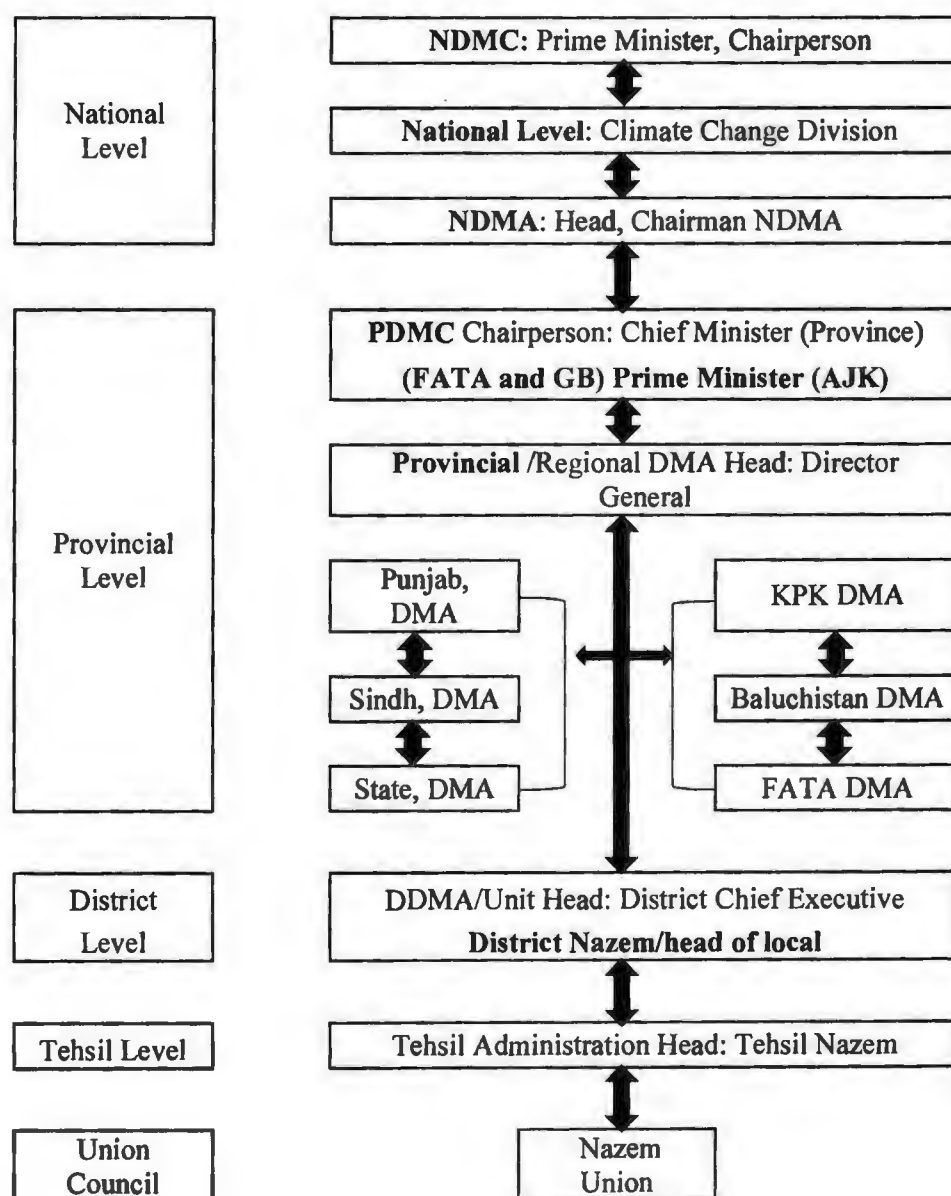 National
Level
NDMC: Prime Minister, Chairperson
National Level: Climate Change Division
NDMA: Head, Chairman NDMA
Provincial
Level
PDMC Chairperson: Chief Minister (Province)
(FATA and GB) Prime Minister (AJK)
Provincial /Regional DMA Head: Director
General
Punjab,
DMA
Sindh, DMA
State, DMA
KPK DMA
Baluchistan DMA
FATA DMA
District
Level
DDMA/Unit Head: District Chief Executive
District Nazem/head of local
Tehsil Level
Tehsil Administration Head: Tehsil Nazem
Union
Council
Nazem
Union